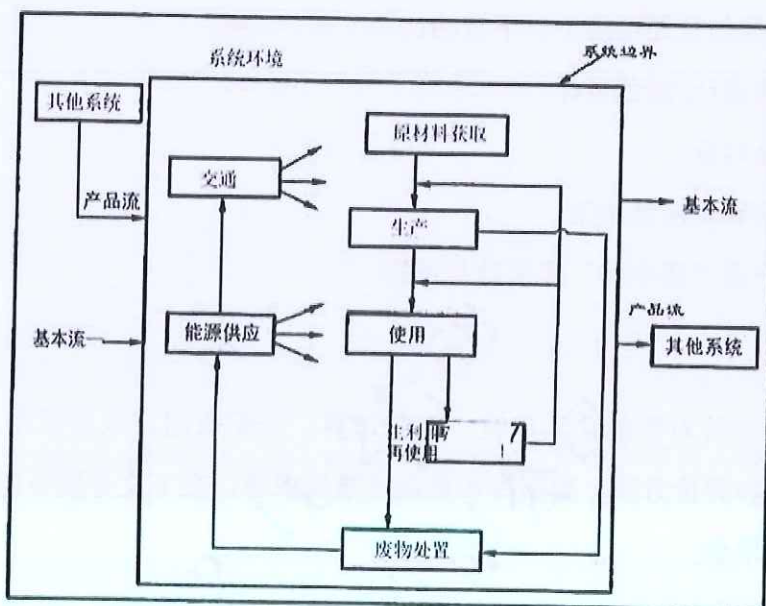 系统环境
系统边界
其他系统
原材料获取
交通
产品流
生产
基本流
产品流
基本流
能源供应
使用
其他系统
生利
再使用
废物处置